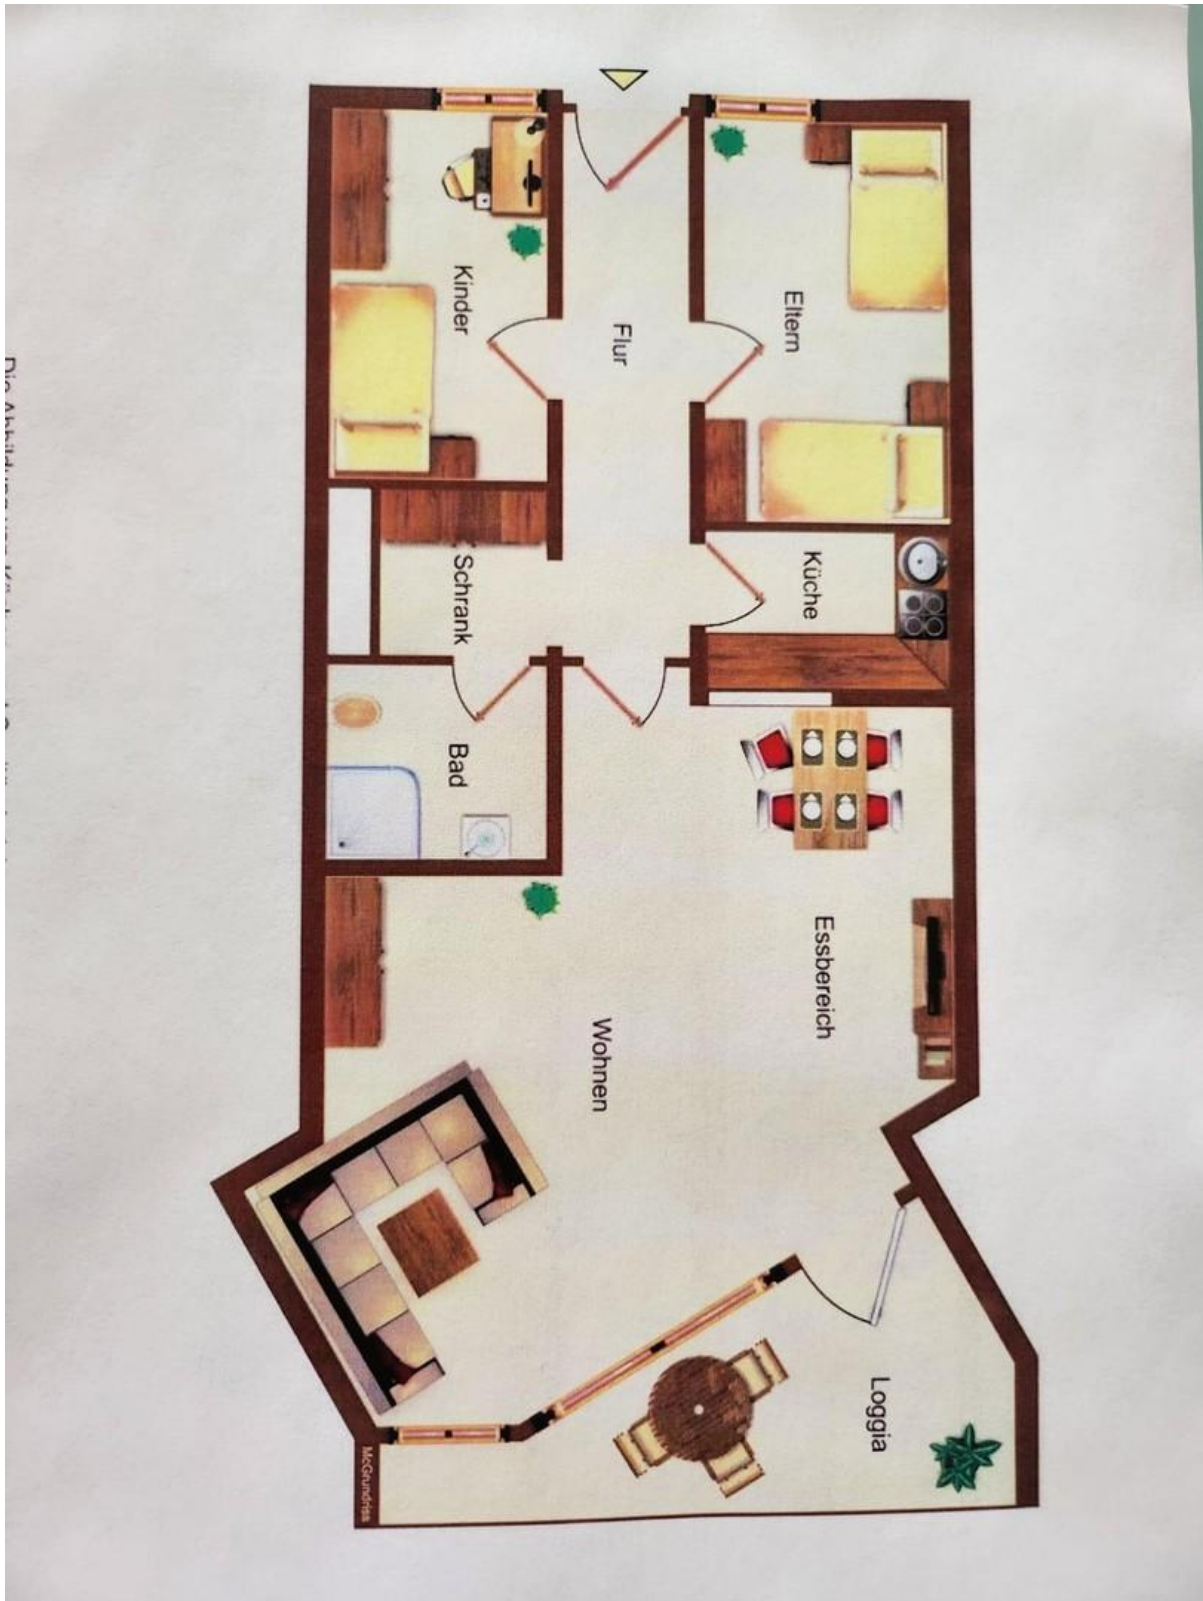 Eltern
Küche
Essbereich
Loggia
Flur
Wohnen
Kinder
Schrank
Bad
McGrundriss